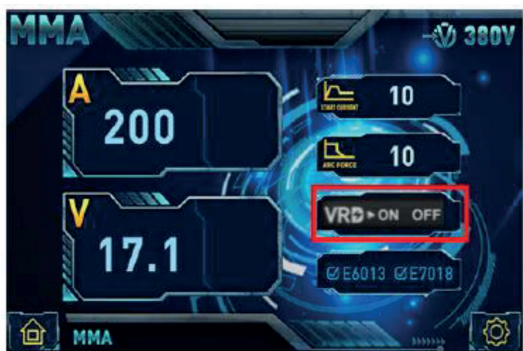 MMA
380V
A
200
START CURRENT
10
ARC FORCE
10
VRD ▸ ON OFF
V
17.1
E6013 E7018
MMA